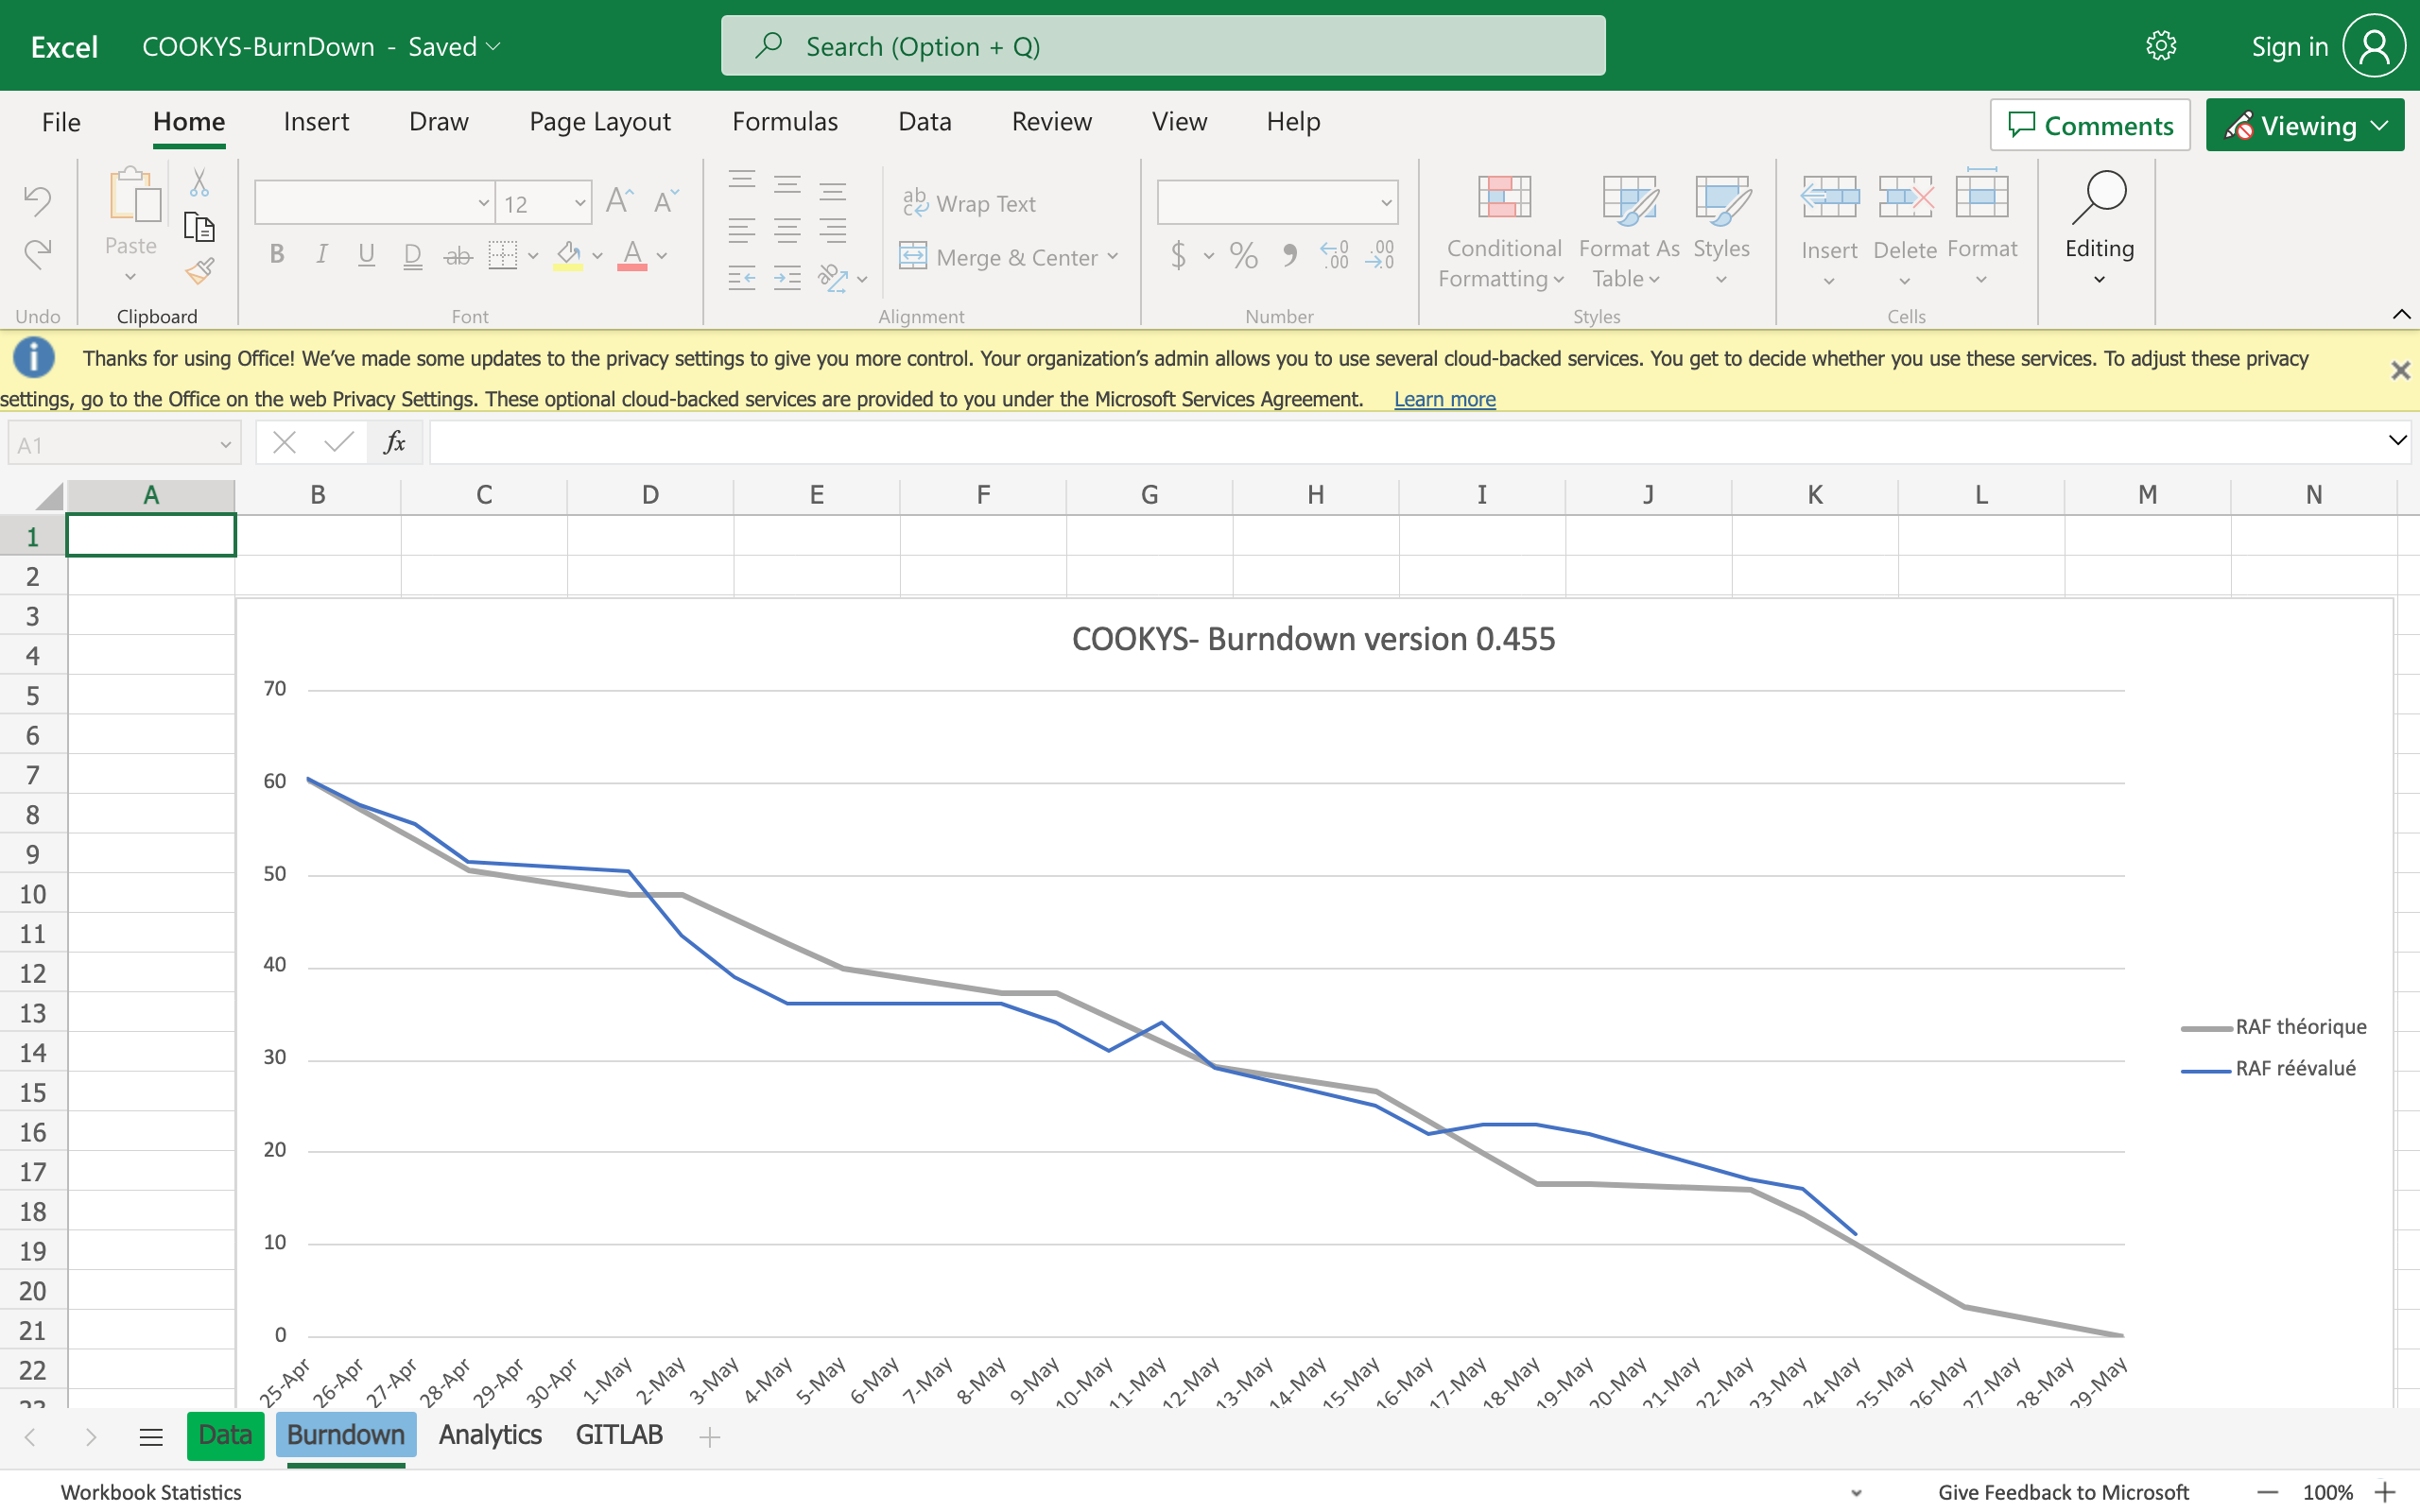 Excel COOKYS-BurnDown - Saved Search (Option + Q) Sign in
File Home Insert Draw Page Layout Formulas Data Review View Help Comments Viewing
12
Paste
B I U D ab A
ab Wrap Text
Merge & Center
$ % 9 .00 .00
Conditional Formatting
Format As Table
Styles
Insert Delete Format
Editing
Undo Clipboard Font Alignment Number Styles Cells
Thanks for using Office! We've made some updates to the privacy settings to give you more control. Your organization's admin allows you to use several cloud-backed services. You get to decide whether you use these services. To adjust these privacy
settings, go to the Office on the web Privacy Settings. These optional cloud-backed services are provided to you under the Microsoft Services Agreement. Learn more
A1 fx
A B C D E F G H I J K L M N
1
2
3
4
5
6
7
8
9
10
11
12
13
14
15
16
17
18
19
20
21
22
23
COOKYS- Burndown version 0.455
70
60
50
40
30
20
10
0
RAF théorique
RAF réévalué
25-Apr 26-Apr 27-Apr 28-Apr 29-Apr 30-Apr 1-May 2-May 3-May 4-May 5-May 6-May 7-May 8-May 9-May 10-May 11-May 12-May 13-May 14-May 15-May 16-May 17-May 18-May 19-May 20-May 21-May 22-May 23-May 24-May 25-May 26-May 27-May 28-May 29-May
Data Burndown Analytics GITLAB
Workbook Statistics Give Feedback to Microsoft 100%